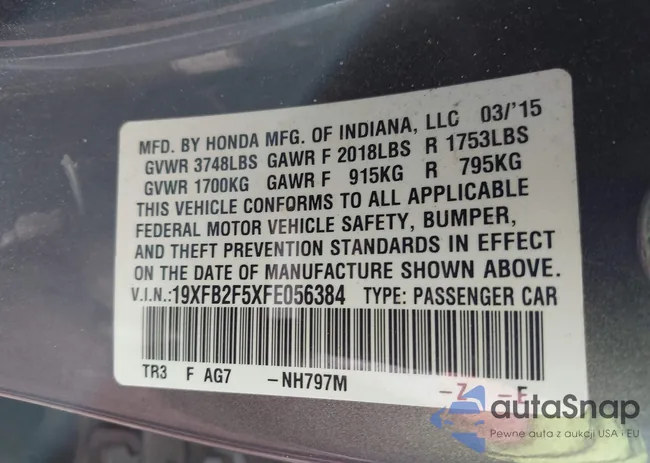 MFD. BY HONDA MFG. OF INDIANA, LLC 03/'15
GVWR 3748LBS GAWR F 2018LBS R 1753LBS
GVWR 1700KG GAWR F 915KG R 795KG
THIS VEHICLE CONFORMS TO ALL APPLICABLE
FEDERAL MOTOR VEHICLE SAFETY, BUMPER,
AND THEFT PREVENTION STANDARDS IN EFFECT
ON THE DATE OF MANUFACTURE SHOWN ABOVE.
V.I.N.:19XFB2F5XFE056384 TYPE: PASSENGER CAR
TR3 F AG7 -NH797M -Z -E
autaSnap
Pewne auta z aukcji USA i EU